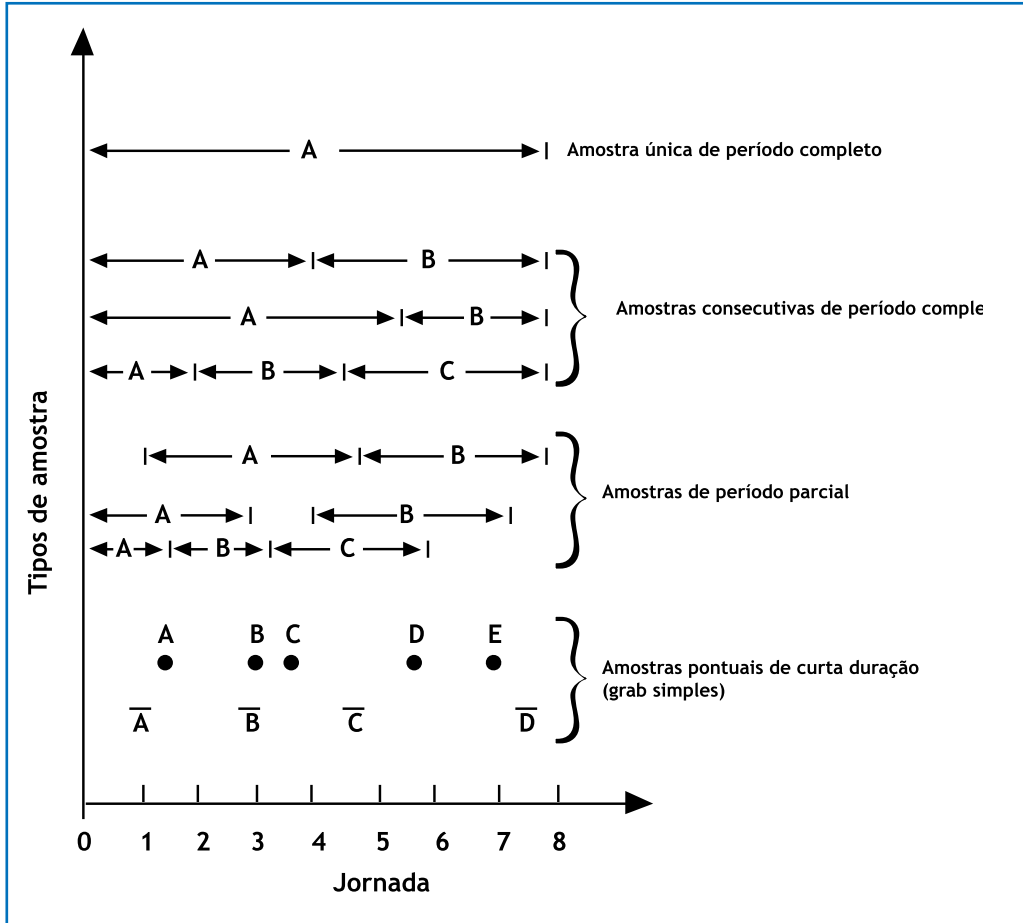 A
Amostra única de período completo
A B
A B
Amostras consecutivas de período comple
A B C
A B
Amostras de período parcial
A B
A B C
A B C D E
Amostras pontuais de curta duração
(grab simples)
A B C D
Tipos de amostra
0 1 2 3 4 5 6 7 8
Jornada